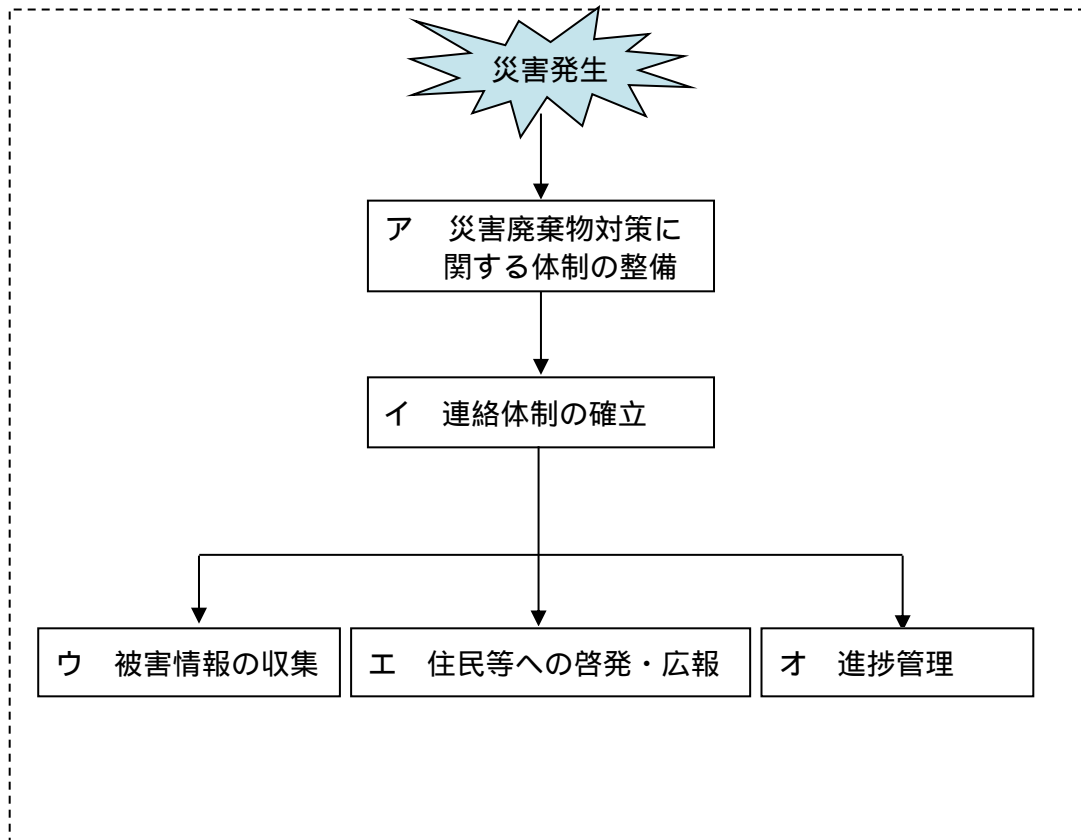 災害発生
ア 災害廃棄物対策に
関する体制の整備
イ 連絡体制の確立
ウ 被害情報の収集
エ 住民等への啓発・広報
オ 進捗管理